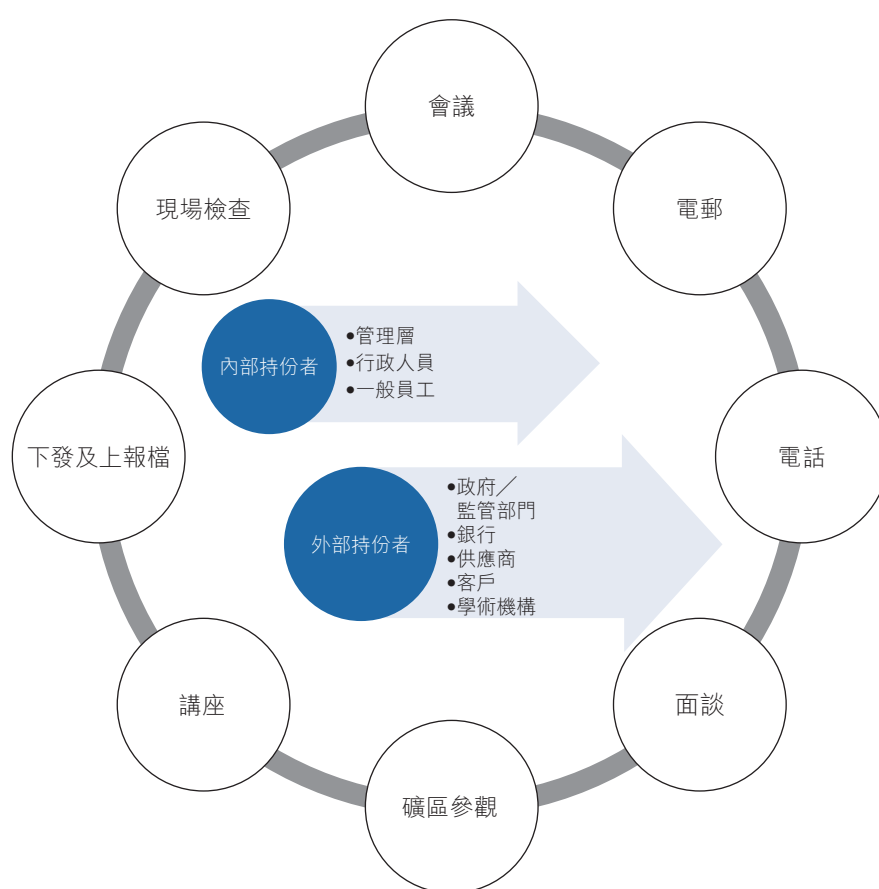 會議
電郵
現場檢查
內部持份者
•管理層
•行政人員
•一般員工
下發及上報檔
電話
外部持份者
•政府／
監管部門
•銀行
•供應商
•客戶
•學術機構
講座
面談
礦區參觀